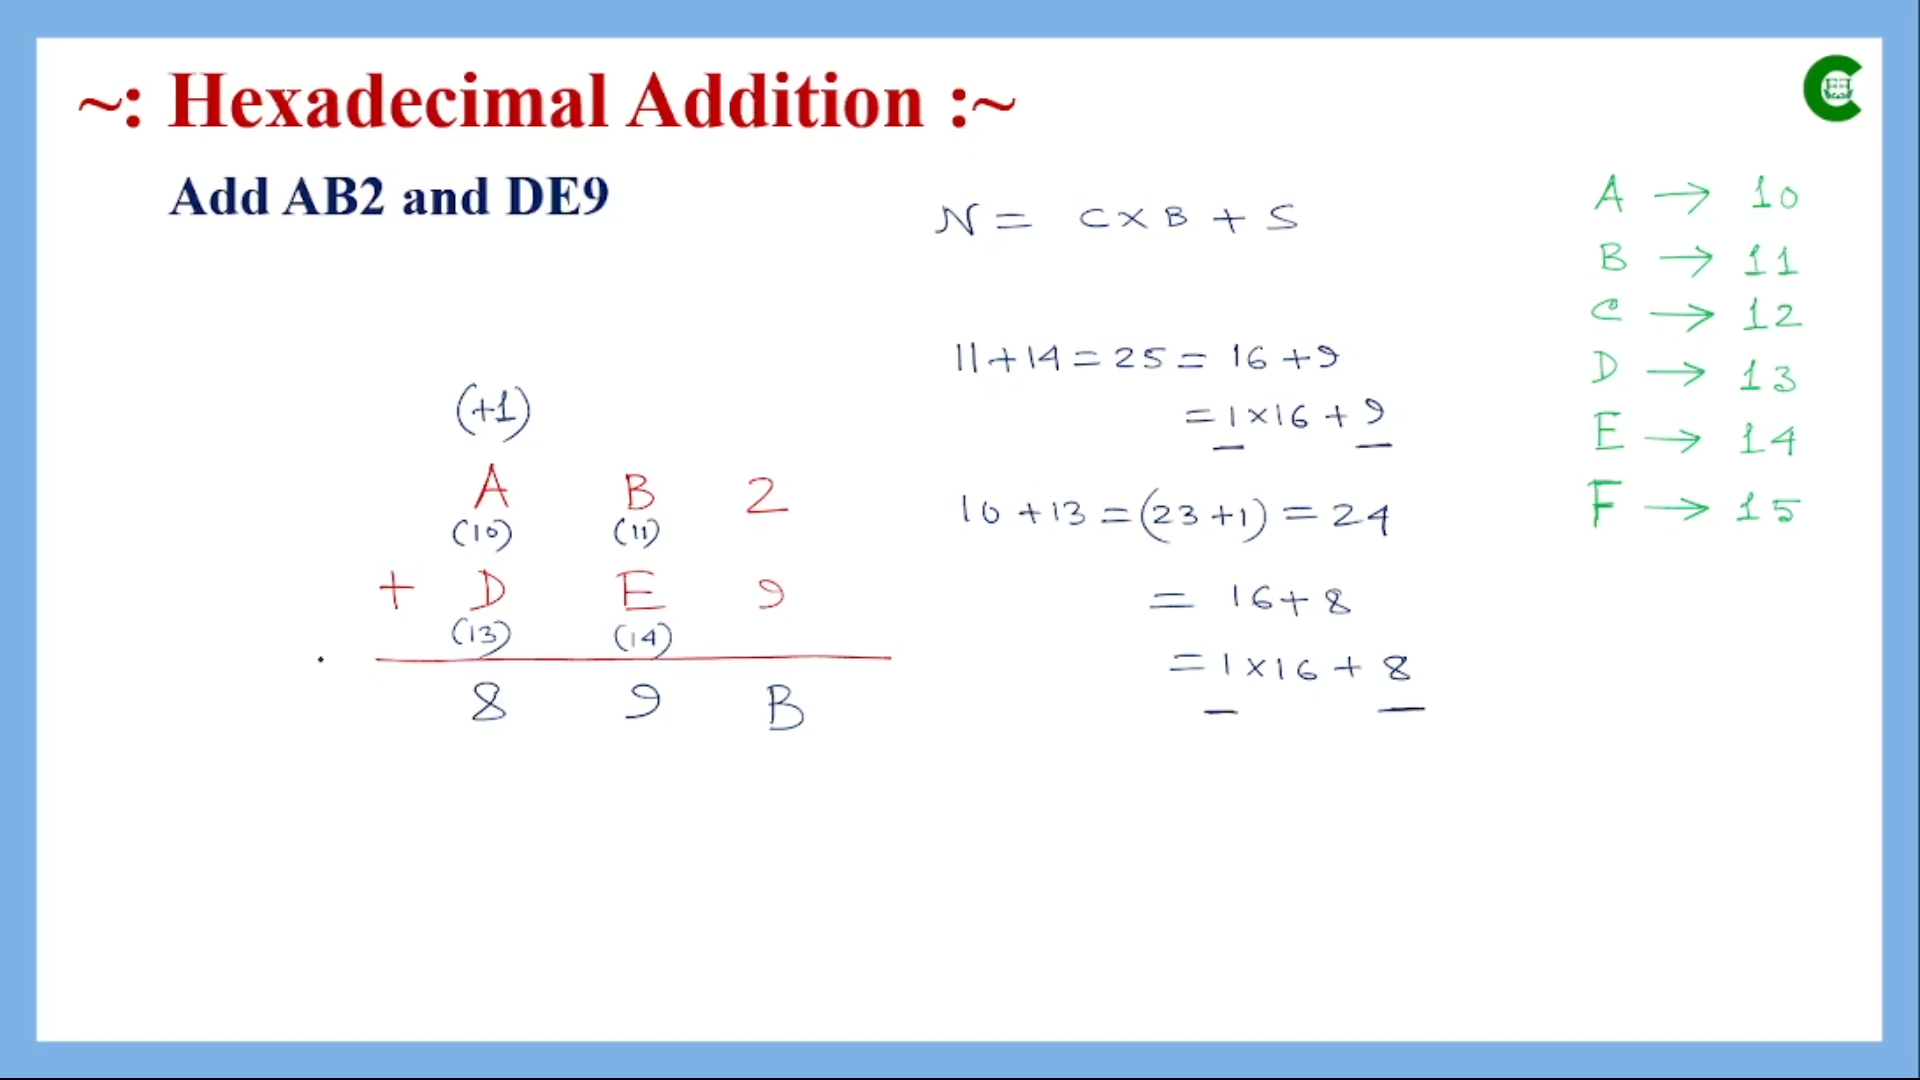 ~: Hexadecimal Addition :~
Add AB2 and DE9
N = C × B + S
11 + 14 = 25 = 16 + 9
= 1 × 16 + 9
10 + 13 = (23 + 1) = 24
= 16 + 8
= 1 × 16 + 8
(+1)
A B 2
(10) (11)
+ D E 9
(13) (14)
8 9 B
A → 10
B → 11
C → 12
D → 13
E → 14
F → 15
C